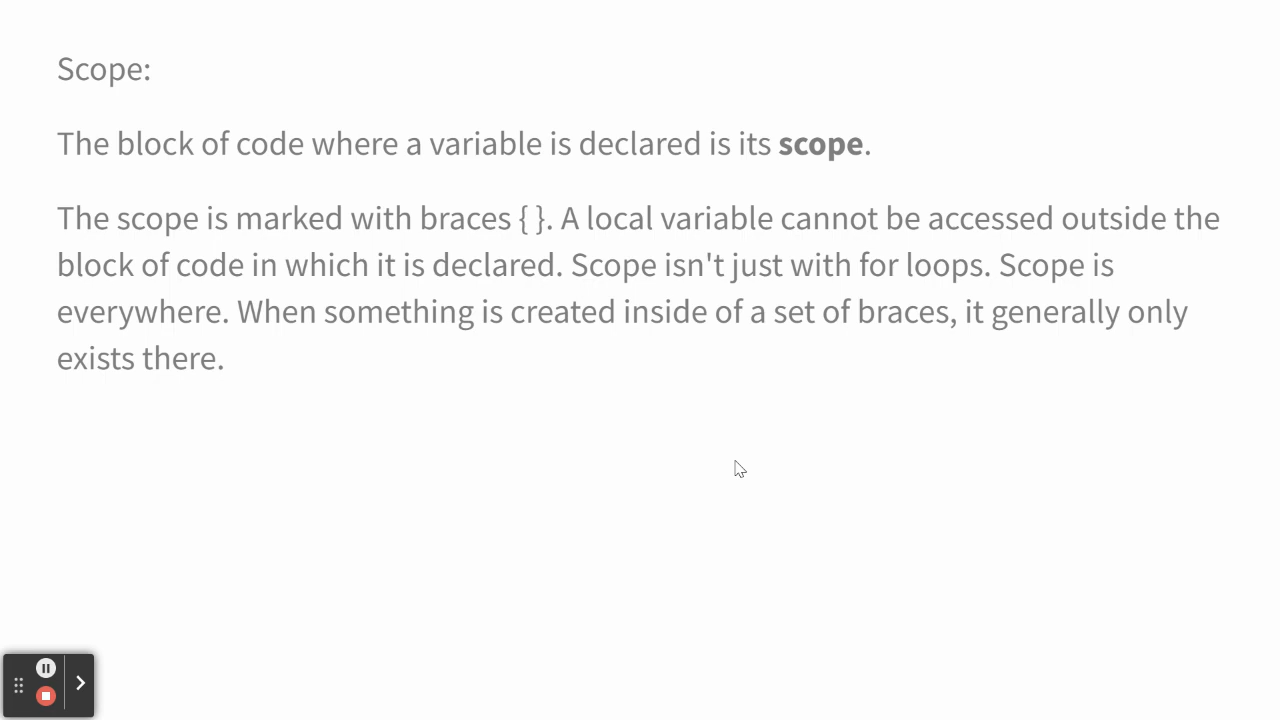 Scope:
The block of code where a variable is declared is its scope.
The scope is marked with braces { }. A local variable cannot be accessed outside the
block of code in which it is declared. Scope isn't just with for loops. Scope is
everywhere. When something is created inside of a set of braces, it generally only
exists there.